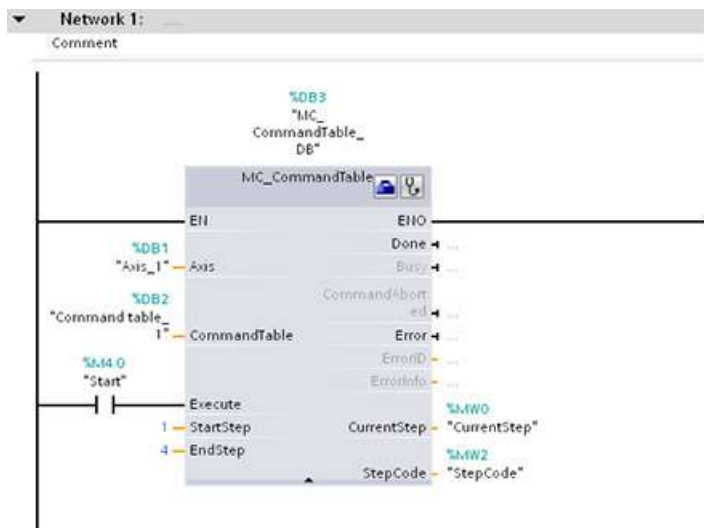 Network 1: ....
Comment
%DB3
"MC_
CommandTable_
DB"
MC_CommandTable
EN ENO
Done ...
%DB1
"Axis_1" Axis
Busy ...
%DB2
"Command table_
1" CommandTable
CommandAbort
ed ...
Error ...
ErrorID ...
ErrorInfo ...
%M4.0
"Start"
Execute
1 StartStep
4 EndStep
%MW0
CurrentStep "CurrentStep"
%MW2
StepCode "StepCode"